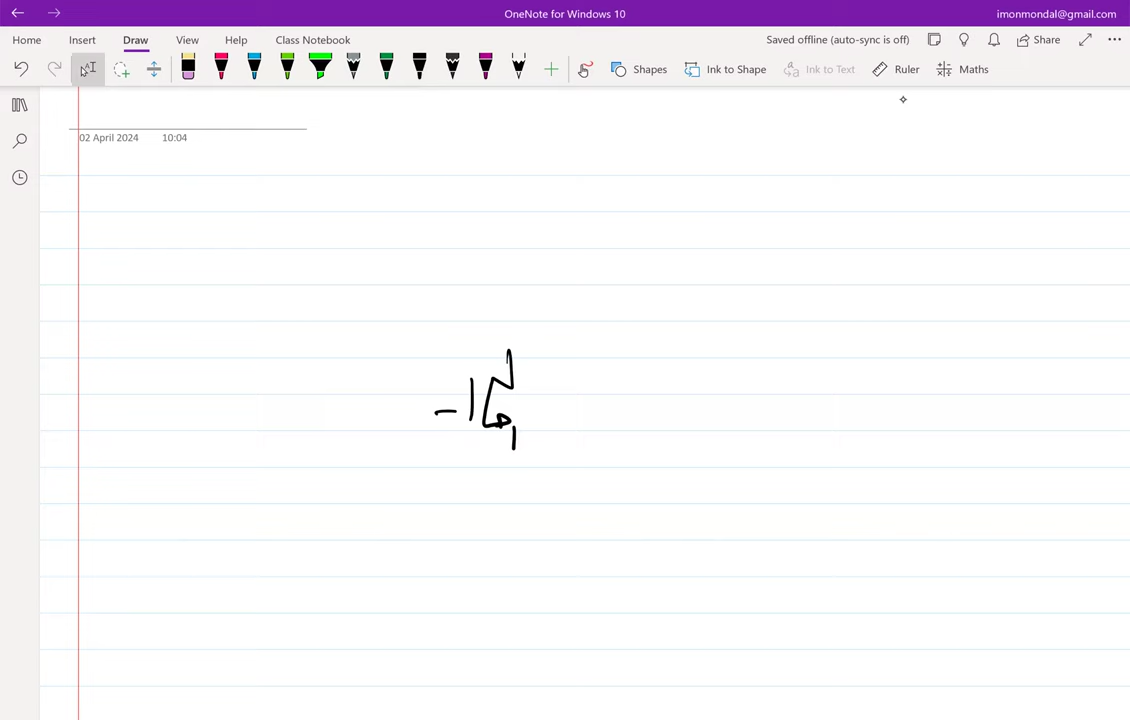 OneNote for Windows 10
imonmondal@gmail.com
Home Insert Draw View Help Class Notebook
Saved offline (auto-sync is off) Share
Shapes Ink to Shape Ink to Text Ruler Maths
02 April 2024 10:04